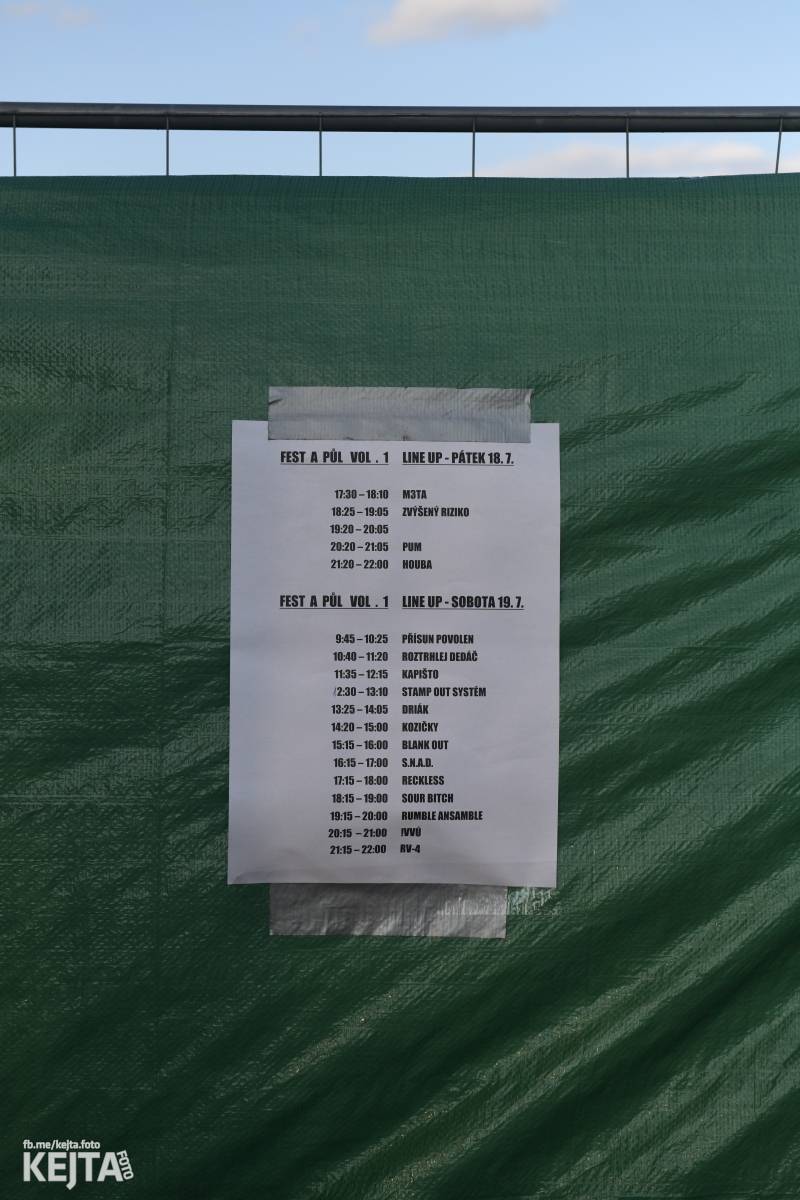 FEST A PŮL VOL . 1 LINE UP - PÁTEK 18. 7.
17:30 – 18:10 M3TA
18:25 – 19:05 ZVÝŠENÝ RIZIKO
19:20 – 20:05
20:20 – 21:05 PUM
21:20 – 22:00 HOUBA
FEST A PŮL VOL . 1 LINE UP - SOBOTA 19. 7.
9:45 – 10:25 PŘÍSUN POVOLEN
10:40 – 11:20 ROZTRHLEJ DEDÁČ
11:35 – 12:15 KAPIŠTO
12:30 – 13:10 STAMP OUT SYSTÉM
13:25 – 14:05 DRIÁK
14:20 – 15:00 KOZIČKY
15:15 – 16:00 BLANK OUT
16:15 – 17:00 S.N.A.D.
17:15 – 18:00 RECKLESS
18:15 – 19:00 SOUR BITCH
19:15 – 20:00 RUMBLE ANSAMBLE
20:15 – 21:00
21:15 – 22:00 RV-4
fb.me/kejta.foto
KEJTA FOTO